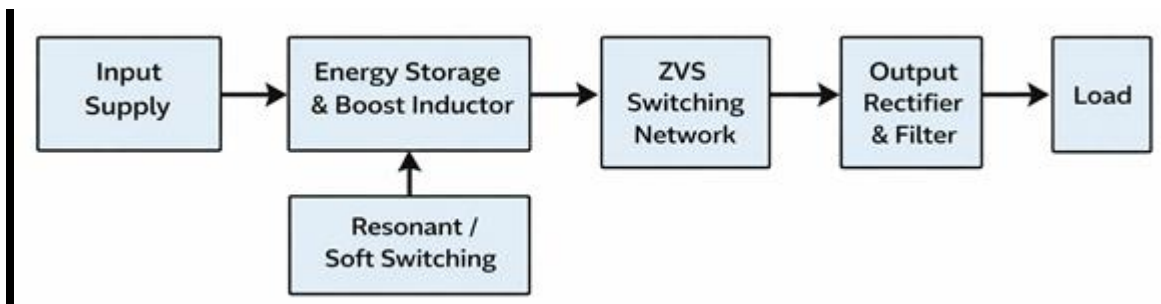 Input
Supply
Energy Storage
& Boost Inductor
ZVS
Switching
Network
Output
Rectifier
& Filter
Load
Resonant /
Soft Switching